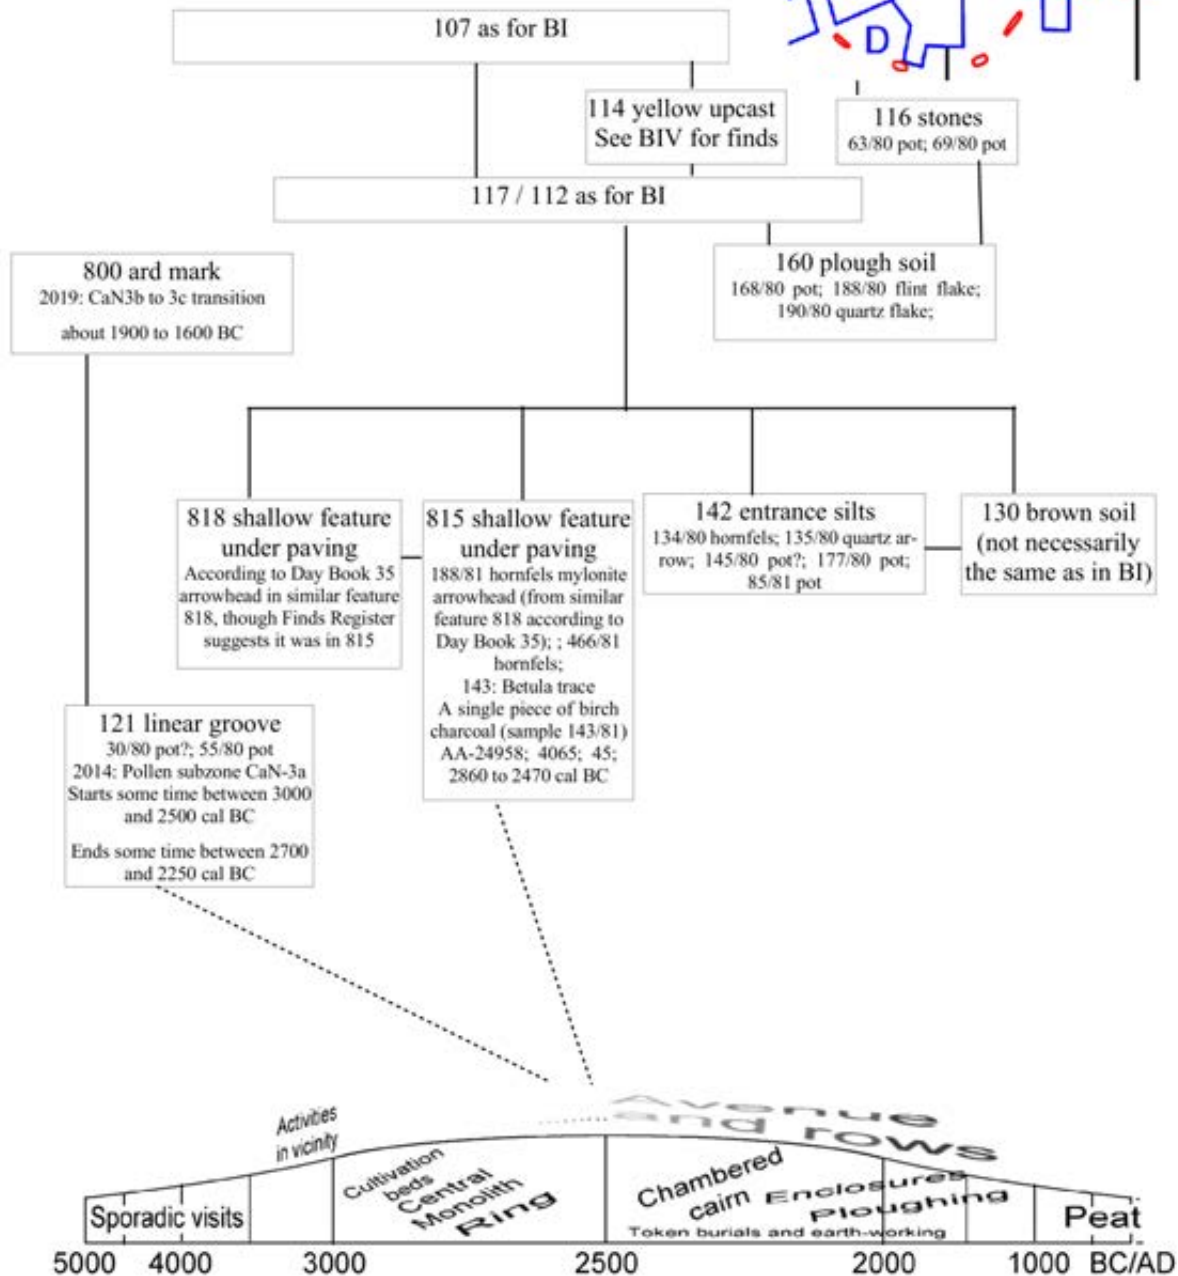 107 as for BI
D
114 yellow upcast
See BIV for finds
116 stones
63/80 pot; 69/80 pot
117 / 112 as for BI
800 ard mark
2019: CaN3b to 3c transition
about 1900 to 1600 BC
160 plough soil
168/80 pot; 188/80 flint flake;
190/80 quartz flake;
818 shallow feature
under paving
According to Day Book 35
arrowhead in similar feature
818, though Finds Register
suggests it was in 815
815 shallow feature
under paving
188/81 hornfels mylonite
arrowhead (from similar
feature 818 according to
Day Book 35); ; 466/81
hornfels;
143: Betula trace
A single piece of birch
charcoal (sample 143/81)
AA-24958; 4065; 45;
2860 to 2470 cal BC
142 entrance silts
134/80 hornfels; 135/80 quartz ar-
row; 145/80 pot?; 177/80 pot;
85/81 pot
130 brown soil
(not necessarily
the same as in BI)
121 linear groove
30/80 pot?; 55/80 pot
2014: Pollen subzone CaN-3a
Starts some time between 3000
and 2500 cal BC
Ends some time between 2700
and 2250 cal BC
Activities
in vicinity
Avenue
and rows
Sporadic visits
Cultivation
beds
Central
Monolith
Ring
Chambered
cairn
Enclosures
Ploughing
Token burials and earth-working
Peat
5000 4000 3000 2500 2000 1000 BC/AD